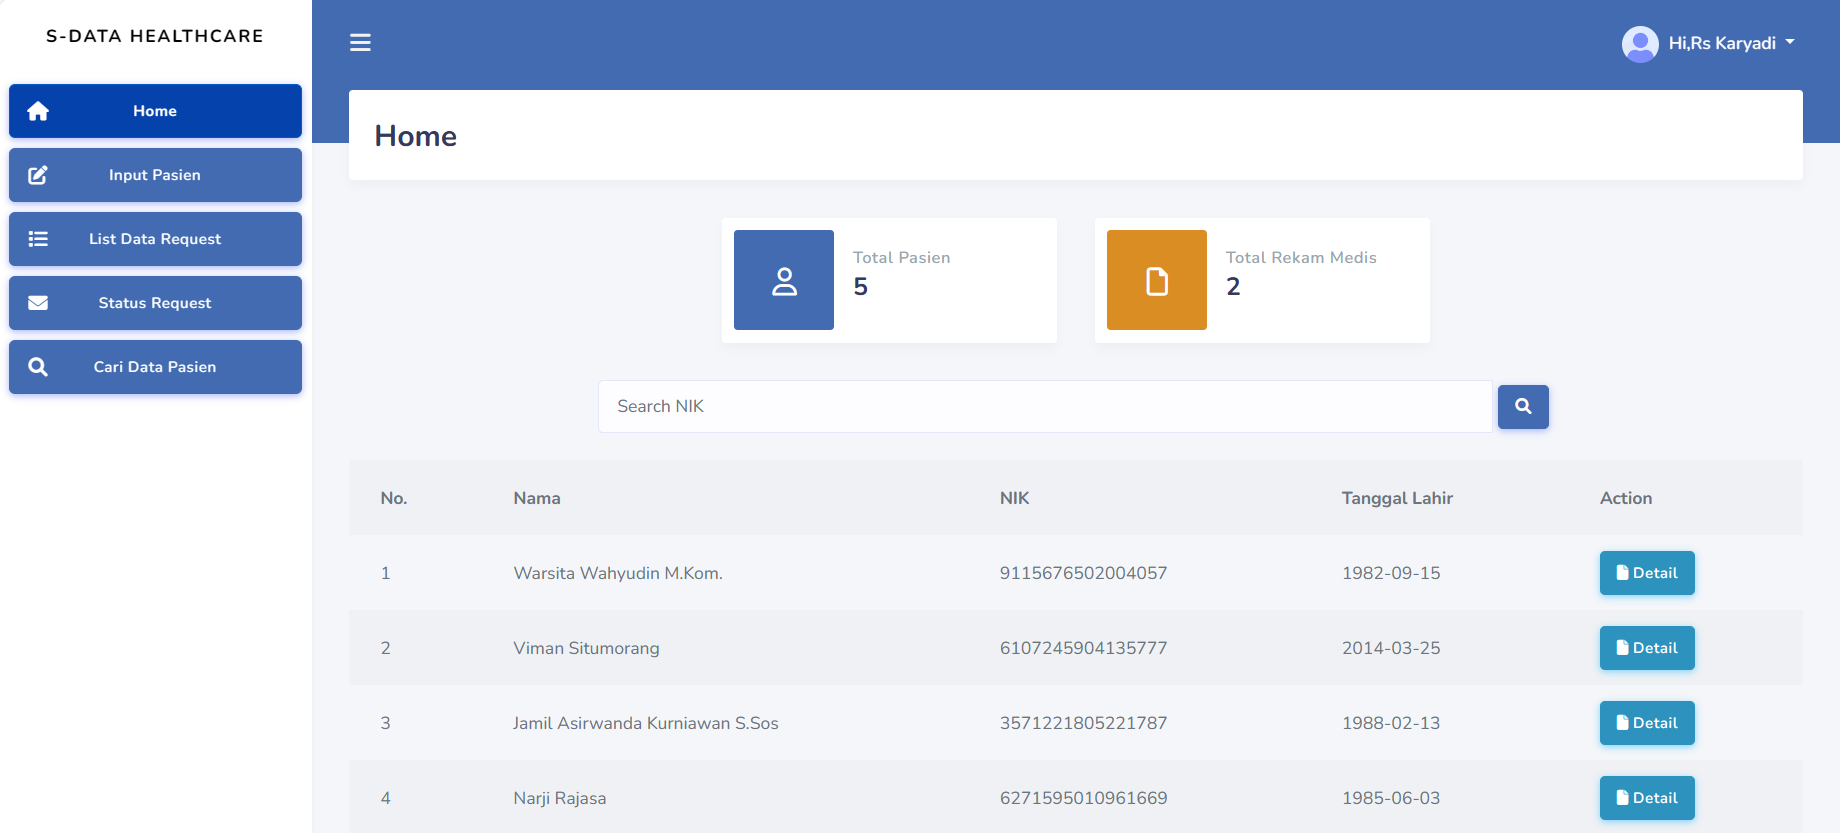 S-DATA HEALTHCARE
Home
Input Pasien
List Data Request
Status Request
Cari Data Pasien
Hi,Rs Karyadi
Home
Total Pasien
5
Total Rekam Medis
2
Search NIK
No. Nama NIK Tanggal Lahir Action
1 Warsita Wahyudin M.Kom. 9115676502004057 1982-09-15 Detail
2 Viman Situmorang 6107245904135777 2014-03-25 Detail
3 Jamil Asirwanda Kurniawan S.Sos 3571221805221787 1988-02-13 Detail
4 Narji Rajasa 6271595010961669 1985-06-03 Detail